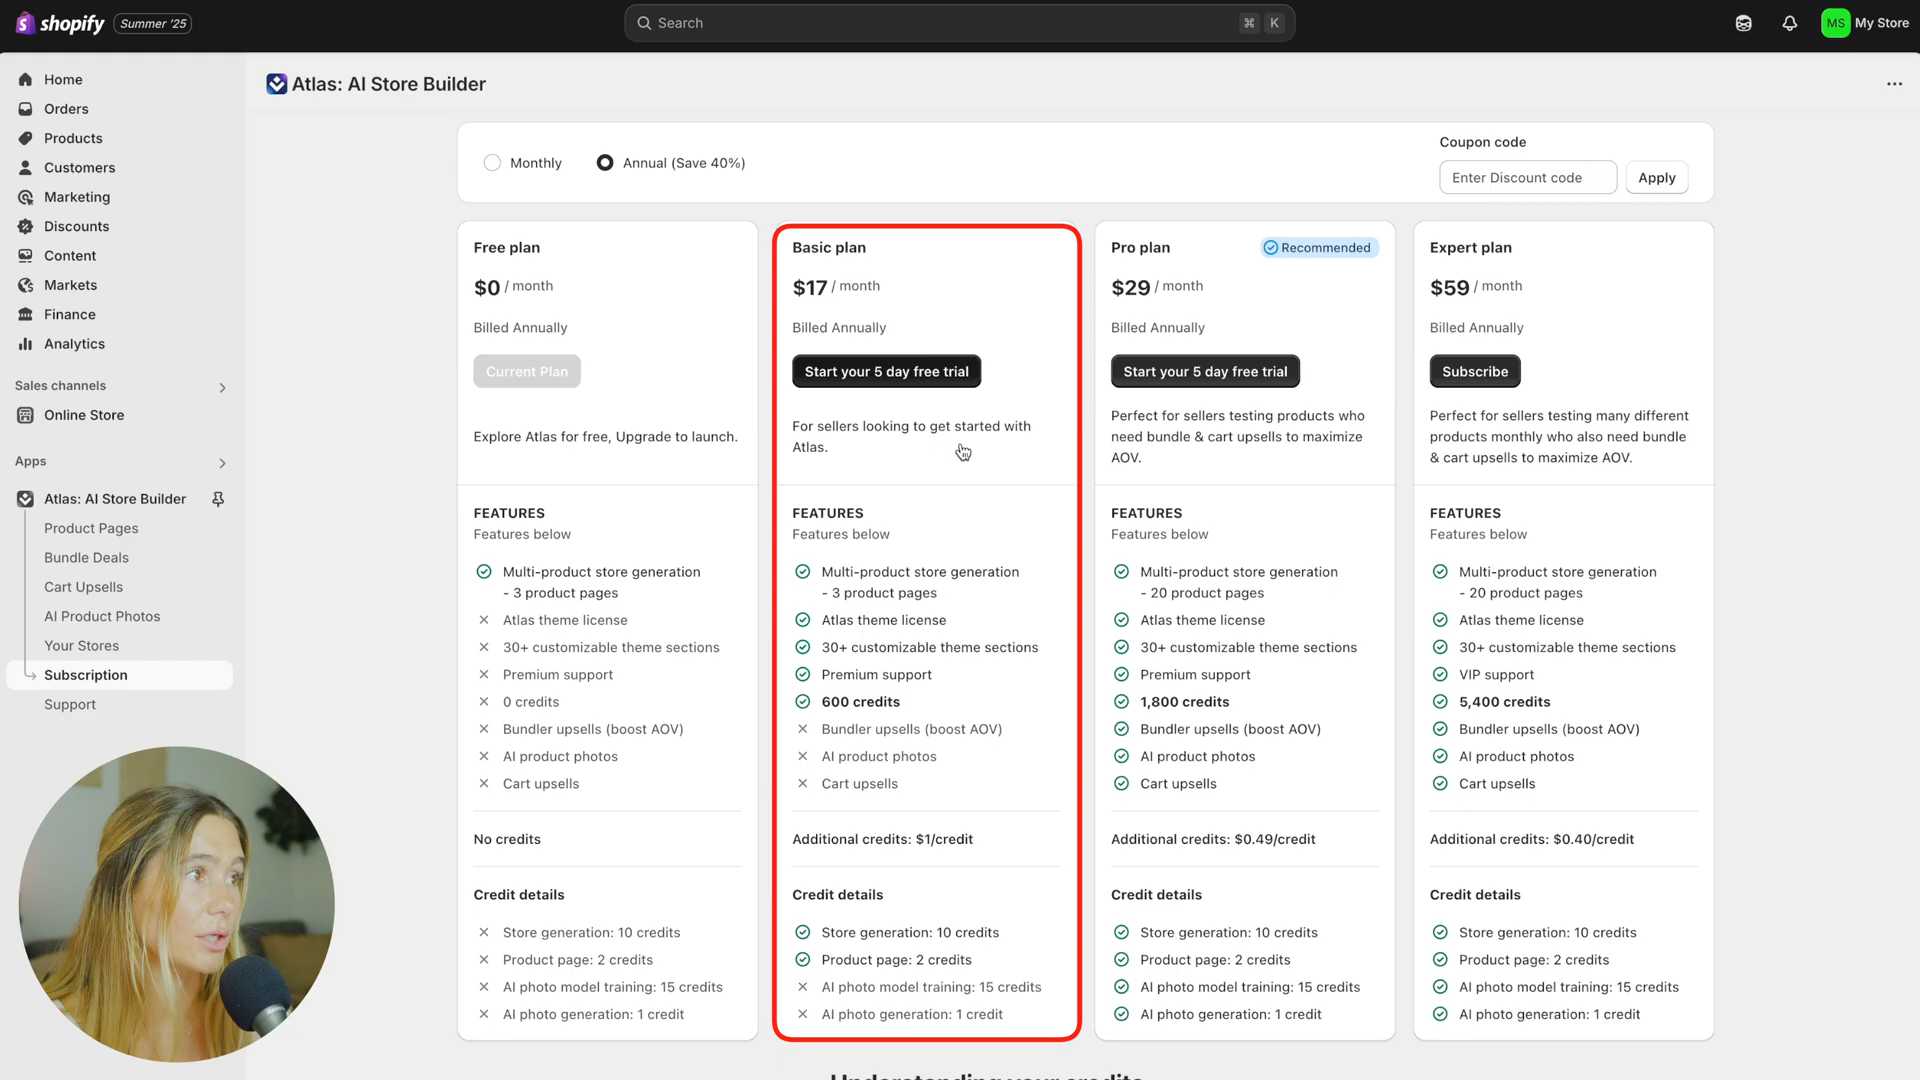 shopify
Summer '25
Search
⌘ K
MS My Store
Home
Orders
Products
Customers
Marketing
Discounts
Content
Markets
Finance
Analytics
Sales channels
Online Store
Apps
Atlas: AI Store Builder
Product Pages
Bundle Deals
Cart Upsells
AI Product Photos
Your Stores
Subscription
Support
Atlas: AI Store Builder
Monthly
Annual (Save 40%)
Coupon code
Enter Discount code
Apply
Free plan
$0 / month
Billed Annually
Current Plan
Explore Atlas for free, Upgrade to launch.
FEATURES
Features below
Multi-product store generation
- 3 product pages
Atlas theme license
30+ customizable theme sections
Premium support
0 credits
Bundler upsells (boost AOV)
AI product photos
Cart upsells
No credits
Credit details
Store generation: 10 credits
Product page: 2 credits
AI photo model training: 15 credits
AI photo generation: 1 credit
Basic plan
$17 / month
Billed Annually
Start your 5 day free trial
For sellers looking to get started with
Atlas.
FEATURES
Features below
Multi-product store generation
- 3 product pages
Atlas theme license
30+ customizable theme sections
Premium support
600 credits
Bundler upsells (boost AOV)
AI product photos
Cart upsells
Additional credits: $1/credit
Credit details
Store generation: 10 credits
Product page: 2 credits
AI photo model training: 15 credits
AI photo generation: 1 credit
Pro plan
Recommended
$29 / month
Billed Annually
Start your 5 day free trial
Perfect for sellers testing products who
need bundle & cart upsells to maximize
AOV.
FEATURES
Features below
Multi-product store generation
- 20 product pages
Atlas theme license
30+ customizable theme sections
Premium support
1,800 credits
Bundler upsells (boost AOV)
AI product photos
Cart upsells
Additional credits: $0.49/credit
Credit details
Store generation: 10 credits
Product page: 2 credits
AI photo model training: 15 credits
AI photo generation: 1 credit
Expert plan
$59 / month
Billed Annually
Subscribe
Perfect for sellers testing many different
products monthly who also need bundle
& cart upsells to maximize AOV.
FEATURES
Features below
Multi-product store generation
- 20 product pages
Atlas theme license
30+ customizable theme sections
VIP support
5,400 credits
Bundler upsells (boost AOV)
AI product photos
Cart upsells
Additional credits: $0.40/credit
Credit details
Store generation: 10 credits
Product page: 2 credits
AI photo model training: 15 credits
AI photo generation: 1 credit
Understanding your credits